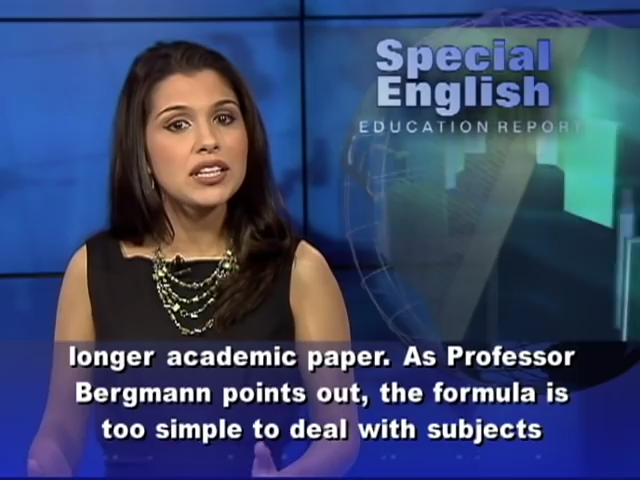 Special
English
EDUCATION REPORT
longer academic paper. As Professor
Bergmann points out, the formula is
too simple to deal with subjects